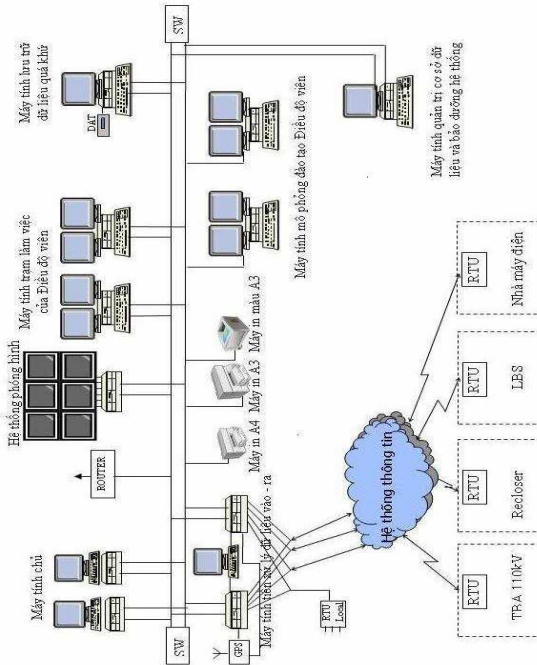 Máy tính chủ
ROUTER
Hệ thống phóng hình
Máy tính trạm làm việc
của Điều độ viên
Máy tính lưu trữ
dữ liệu quá khứ
DAT
SW
SW
GPS
Máy tính tiền xử lý dữ liệu vào - ra
Máy in A4
Máy in A3
Máy in màu A3
Máy tính mô phỏng đào tạo Điều độ viên
Máy tính quản trị cơ sở dữ
liệu và bảo dưỡng hệ thống
RTU
Local
Hệ thống thông tin
RTU
RTU
RTU
RTU
TBA 110kV
Recloser
LBS
Nhà máy điện